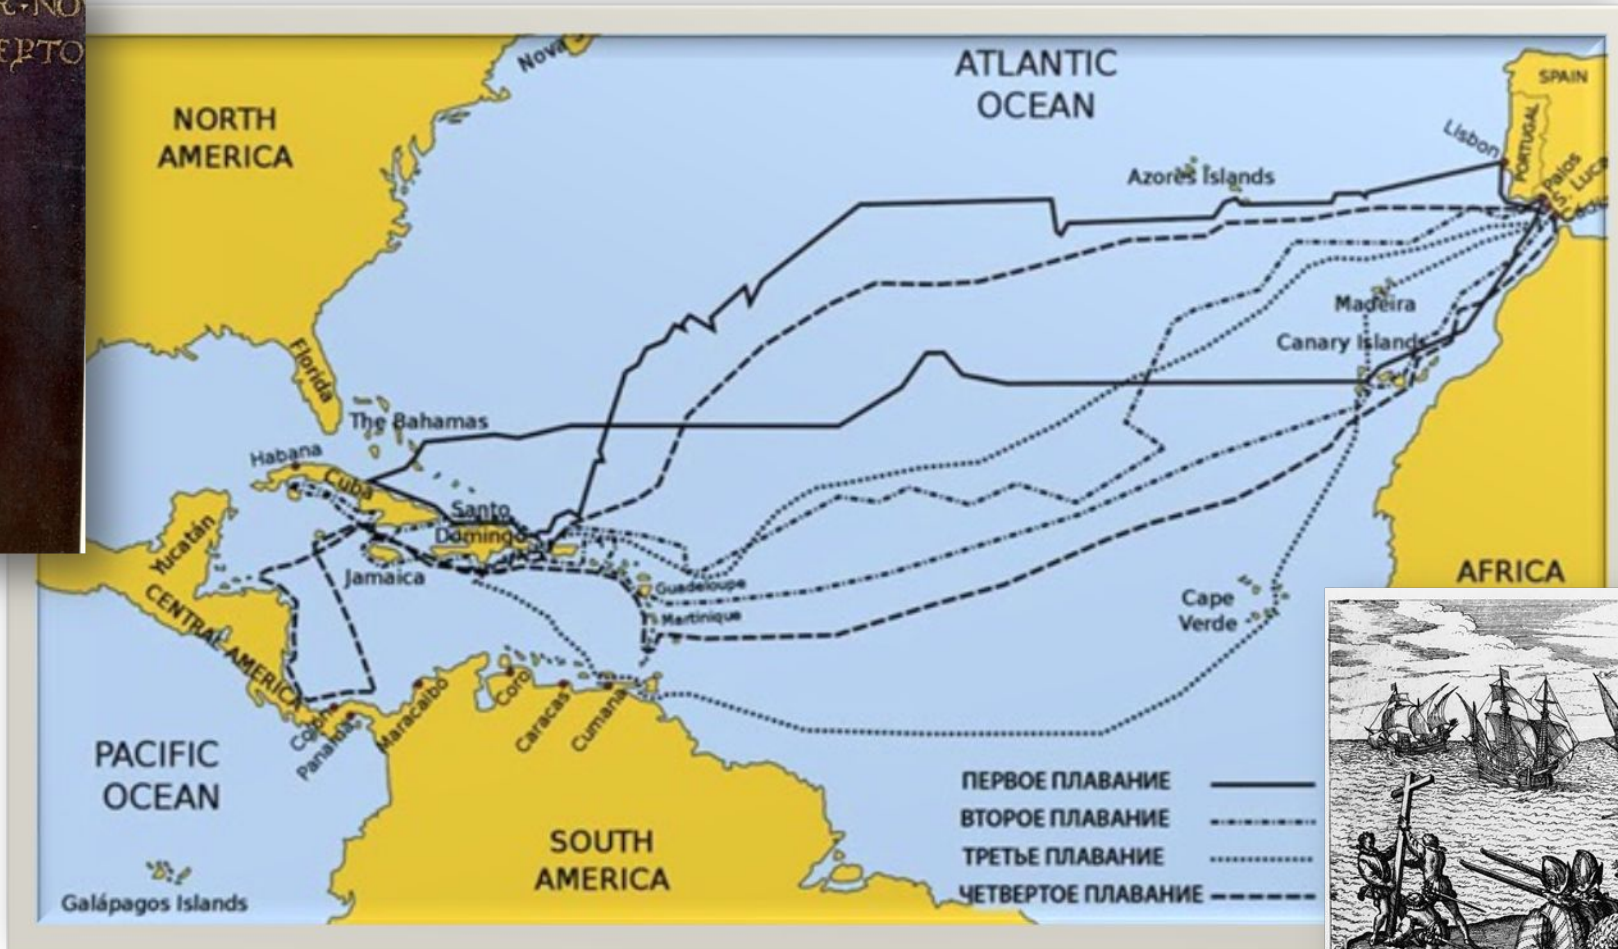 ЕРТО
NORTH
AMERICA
Nova
ATLANTIC
OCEAN
SPAIN
PORTUGAL
Lisbon
Palos
Azores Islands
Madeira
Canary Islands
Florida
The Bahamas
Habana
Cuba
Santo
Domingo
Yucatán
Jamaica
Guadeloupe
Martinique
CENTRAL AMERICA
AFRICA
Cape
Verde
Colón
Panamá
Maracaibo
Coro
Caracas
Cumana
PACIFIC
OCEAN
SOUTH
AMERICA
Galápagos Islands
ПЕРВОЕ ПЛАВАНИЕ
ВТОРОЕ ПЛАВАНИЕ
ТРЕТЬЕ ПЛАВАНИЕ
ЧЕТВЕРТОЕ ПЛАВАНИЕ